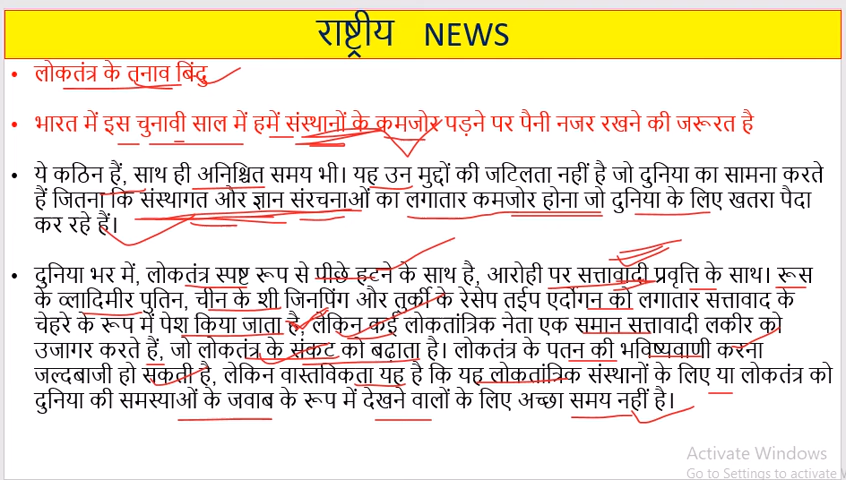 राष्ट्रीय NEWS
• लोकतंत्र के तनाव बिंदु
• भारत में इस चुनावी साल में हमें संस्थानों के कमजोर पड़ने पर पैनी नजर रखने की जरूरत है
• ये कठिन हैं, साथ ही अनिश्चित समय भी। यह उन मुद्दों की जटिलता नहीं है जो दुनिया का सामना करते
हैं जितना कि संस्थागत और ज्ञान संरचनाओं का लगातार कमजोर होना जो दुनिया के लिए खतरा पैदा
कर रहे हैं।
• दुनिया भर में, लोकतंत्र स्पष्ट रूप से पीछे हटने के साथ है, आरोही पर सत्तावादी प्रवृत्ति के साथ। रूस
के व्लादिमीर पुतिन, चीन के शी जिनपिंग और तुर्की के रेसेप तईप एर्दोगन को लगातार सत्तावाद के
चेहरे के रूप में पेश किया जाता है, लेकिन कई लोकतांत्रिक नेता एक समान सत्तावादी लकीर को
उजागर करते हैं, जो लोकतंत्र के संकट को बढ़ाता है। लोकतंत्र के पतन की भविष्यवाणी करना
जल्दबाजी हो सकती है, लेकिन वास्तविकता यह है कि यह लोकतांत्रिक संस्थानों के लिए या लोकतंत्र को
दुनिया की समस्याओं के जवाब के रूप में देखने वालों के लिए अच्छा समय नहीं है।
Activate Windows
Go to Settings to activate W